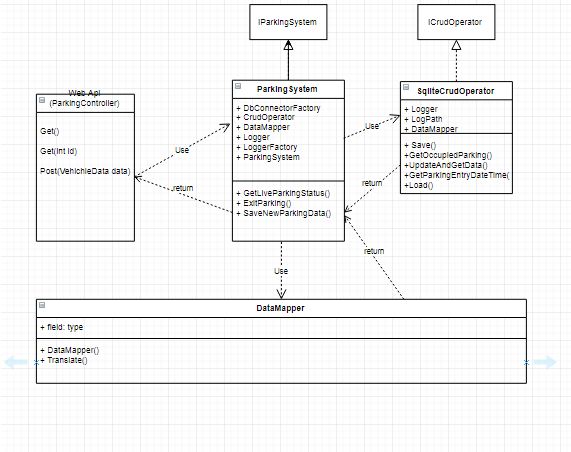 IParkingSystem
ICrudOperator
Web Api
(ParkingController)
Get()
Get(Int id)
Post(VehichleData data)
Use
return
ParkingSystem
+ DbConnectorFactory
+ CrudOperator
+ DataMapper
+ Logger
+ LoggerFactory
+ ParkingSystem
+ GetLiveParkingStatus()
+ ExitParking()
+ SaveNewParkingData()
Use
return
SqliteCrudOperator
+ Logger
+ LogPath
+ DataMapper
+ Save()
+GetOccupiedParking()
+UpdateAndGetData()
+GetParkingEntryDateTime(
+Load()
Use
return
DataMapper
+ field: type
+ DataMapper()
+ Translate()